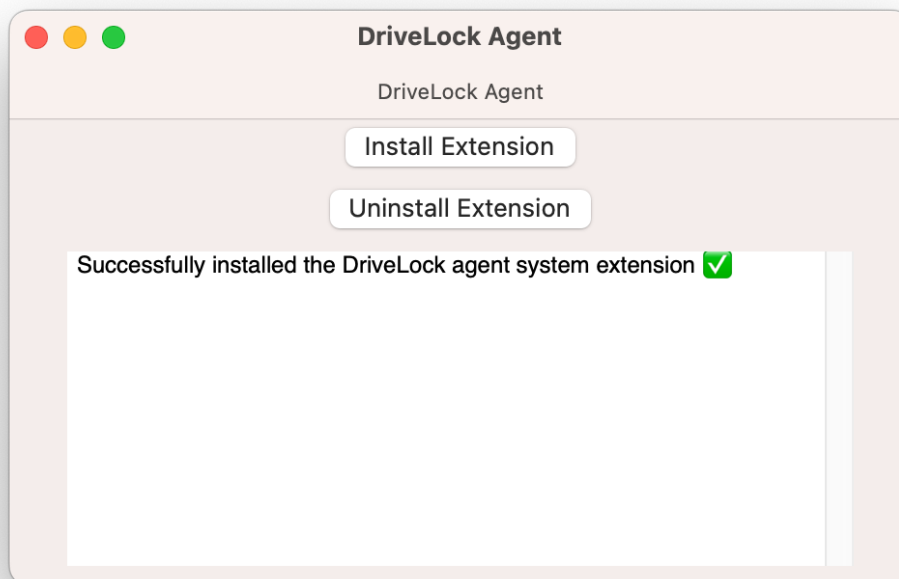 DriveLock Agent
DriveLock Agent
Install Extension
Uninstall Extension
Successfully installed the DriveLock agent system extension ✅